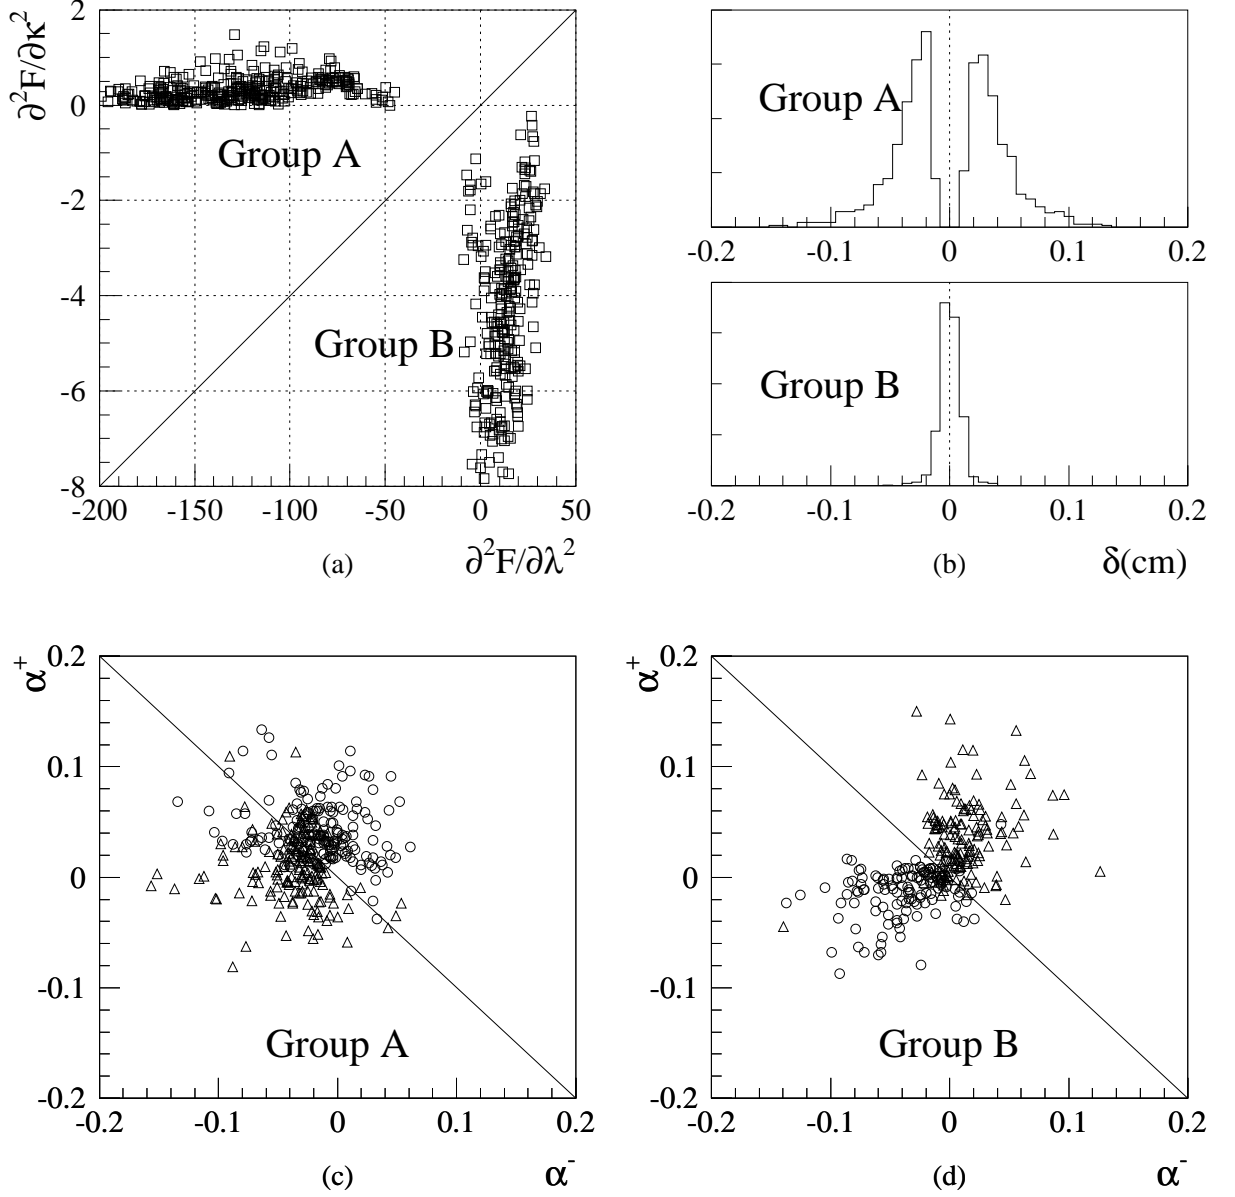 ∂²F/∂κ²
2
0
-2
-4
-6
-8
Group A
Group B
-200 -150 -100 -50 0 50
∂²F/∂λ²
(a)
Group A
-0.2 -0.1 0 0.1 0.2
Group B
-0.2 -0.1 0 0.1 0.2
(b)
δ(cm)
α⁺
0.2
0.1
0
-0.1
-0.2
Group A
-0.2 -0.1 0 0.1 0.2
(c)
α⁻
α⁺
0.2
0.1
0
-0.1
-0.2
Group B
-0.2 -0.1 0 0.1 0.2
(d)
α⁻